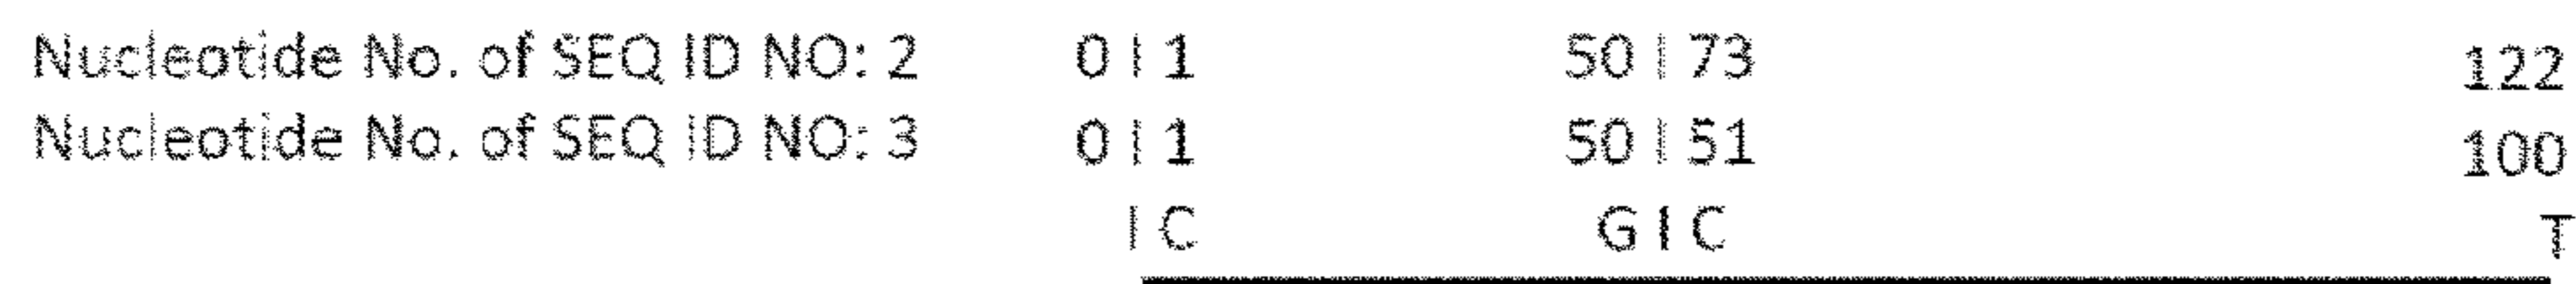 Nucleotide No. of SEQ ID NO: 2 0 | 1 50 | 73 122
Nucleotide No. of SEQ ID NO: 3 0 | 1 50 | 51 100
| C G | C T